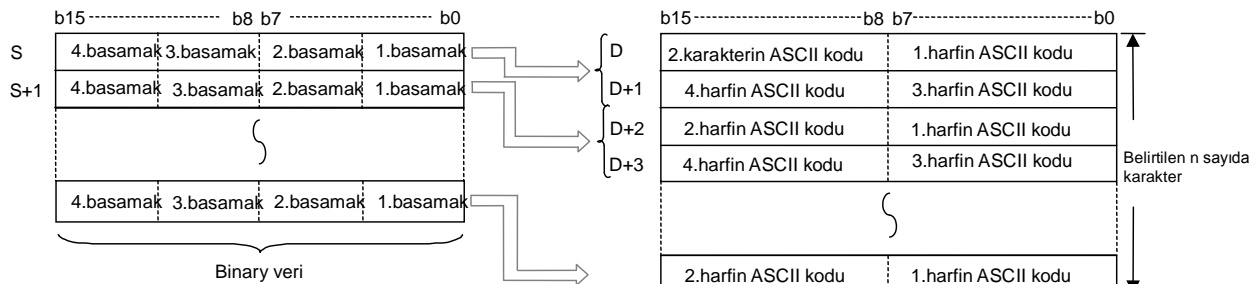 b15 b8 b7 b0
S 4.basamak 3.basamak 2.basamak 1.basamak
S+1 4.basamak 3.basamak 2.basamak 1.basamak
4.basamak 3.basamak 2.basamak 1.basamak
Binary veri
b15 b8 b7 b0
D 2.karakterin ASCII kodu 1.harfin ASCII kodu
D+1 4.harfin ASCII kodu 3.harfin ASCII kodu
D+2 2.harfin ASCII kodu 1.harfin ASCII kodu
D+3 4.harfin ASCII kodu 3.harfin ASCII kodu
Belirtilen n sayıda
karakter
2.harfin ASCII kodu 1.harfin ASCII kodu